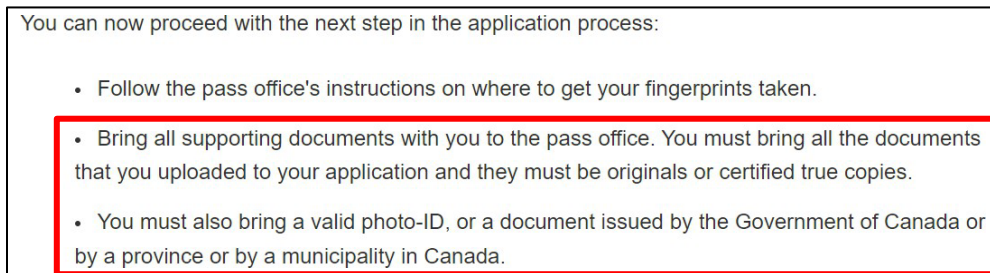 You can now proceed with the next step in the application process:
• Follow the pass office's instructions on where to get your fingerprints taken.
• Bring all supporting documents with you to the pass office. You must bring all the documents
that you uploaded to your application and they must be originals or certified true copies.
• You must also bring a valid photo-ID, or a document issued by the Government of Canada or
by a province or by a municipality in Canada.